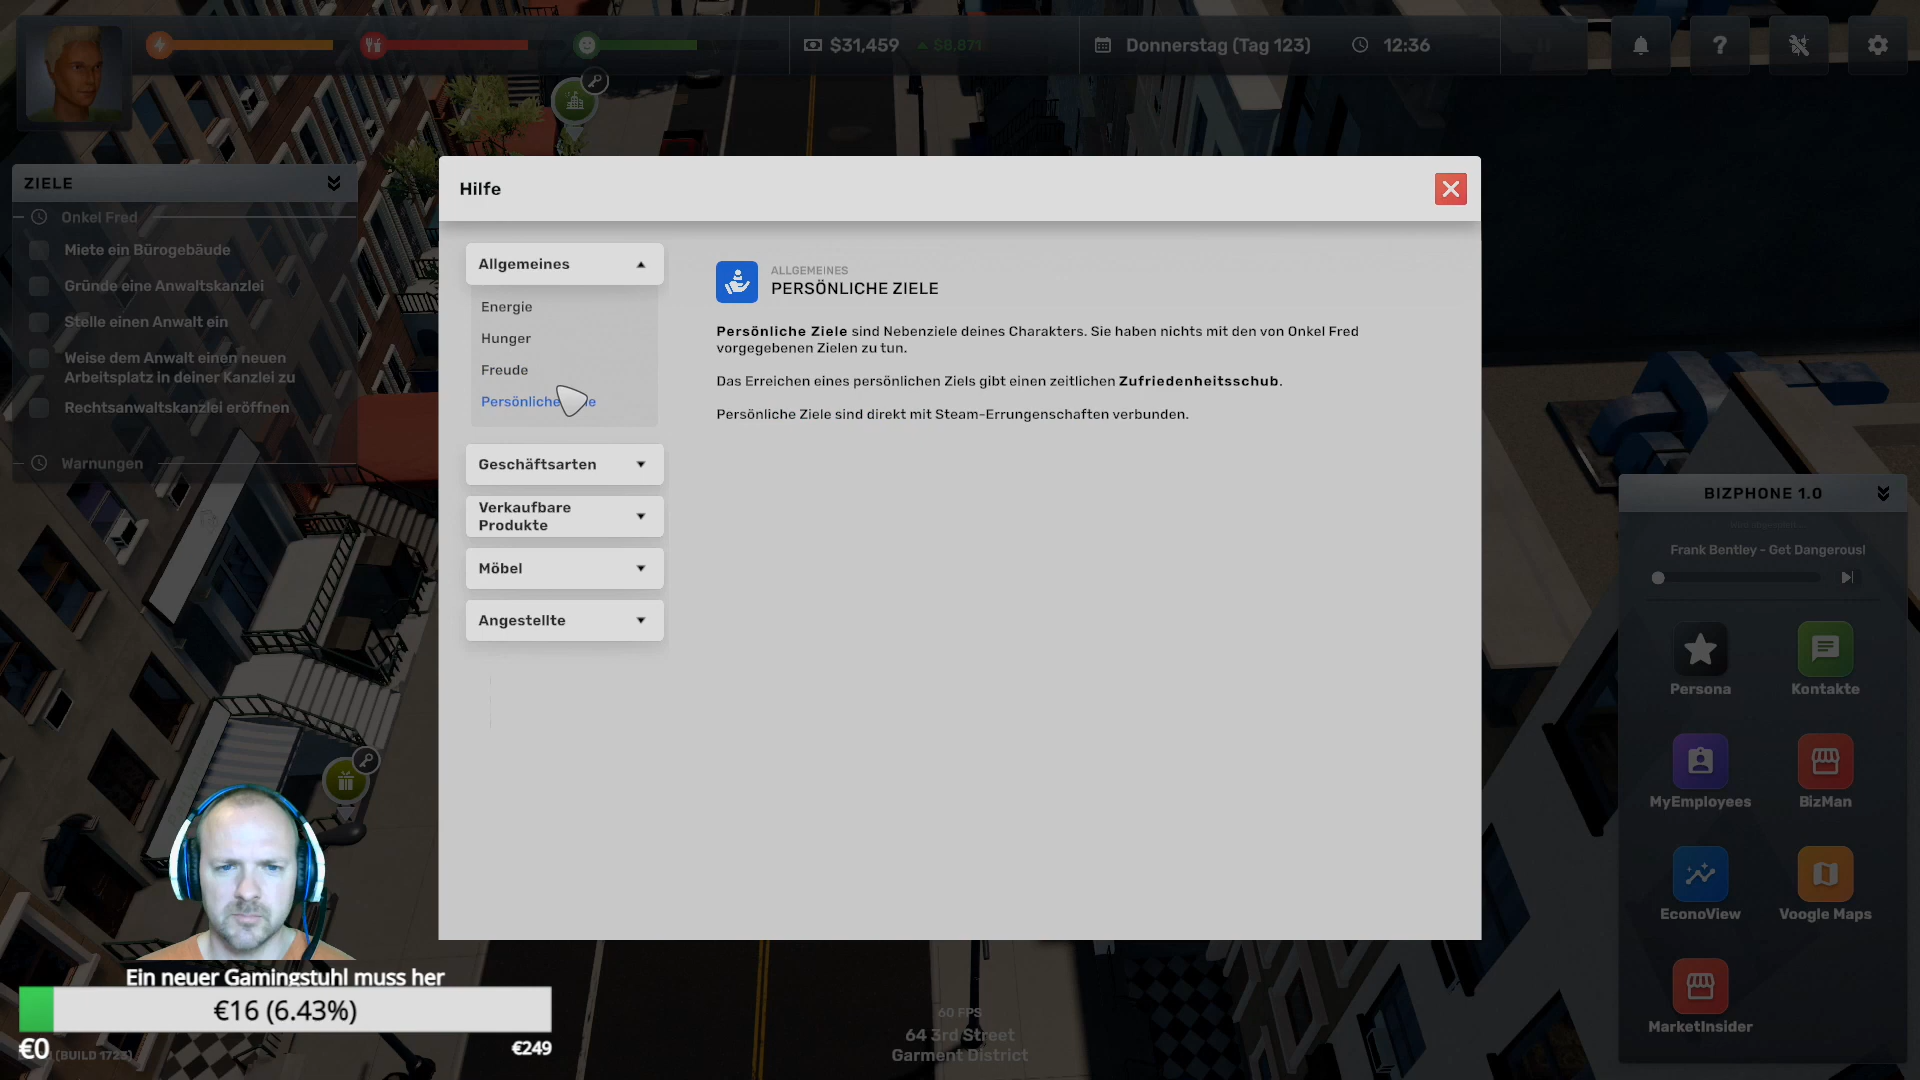 $31,459
$8,871
Donnerstag (Tag 123)
12:36
?
ZIELE
Onkel Fred
Miete ein Bürogebäude
Gründe eine Anwaltskanzlei
Stelle einen Anwalt ein
Weise dem Anwalt einen neuen
Arbeitsplatz in deiner Kanzlei zu
Rechtsanwaltskanzlei eröffnen
Warnungen
Hilfe
Allgemeines
Energie
Hunger
Freude
Persönliche
Geschäftsarten
Verkaufbare
Produkte
Möbel
Angestellte
ALLGEMEINES
PERSÖNLICHE ZIELE
Persönliche Ziele sind Nebenziele deines Charakters. Sie haben nichts mit den von Onkel Fred
vorgegebenen Zielen zu tun.
Das Erreichen eines persönlichen Ziels gibt einen zeitlichen Zufriedenheitsschub.
Persönliche Ziele sind direkt mit Steam-Errungenschaften verbunden.
BIZPHONE 1.0
Frank Bentley - Get Dangerous!
Persona
Kontakte
MyEmployees
BizMan
EconoView
Voogle Maps
MarketInsider
Ein neuer Gamingstuhl muss her
€16 (6.43%)
€0
€249
(BUILD 1723)
60 FPS
64 3rd Street
Garment District